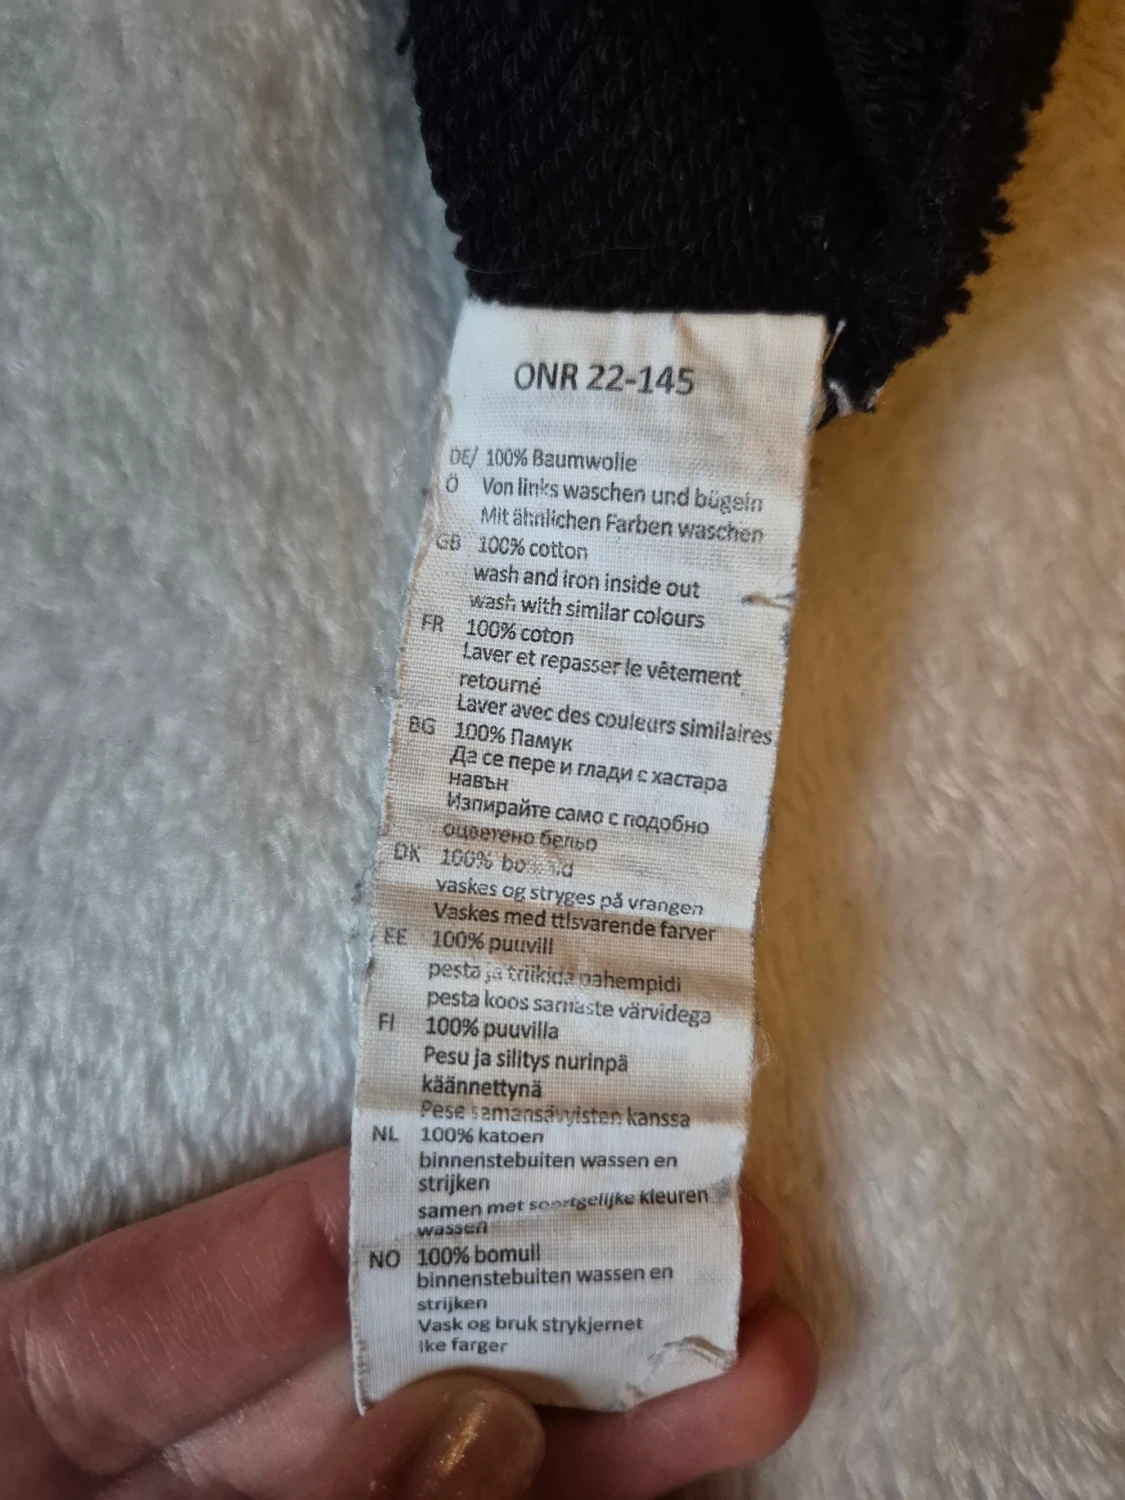 ONR 22-145
DE/ 100% Baumwolle
Ö Von links waschen und bügeln
Mit ähnlichen Farben waschen
GB 100% cotton
wash and iron inside out
wash with similar colours
FR 100% coton
Laver et repasser le vêtement
retourné
Laver avec des couleurs similaires
BG 100% Памук
Да се пере и глади с хастара
навън
Изпирайте само с подобно
оцветено бельо
DK 100%
vaskes og stryges på vrangen
Vaskes med ttlsvarende farver
EE 100% puuvill
pesta ja triikida pahempidi
pesta koos sarnaste värvidega
FI 100% puuvilla
Pesu ja silitys nurinpä
käännettynä
Pese samansävyisten kanssa
NL 100% katoen
binnenstebuiten wassen en
strijken
samen met soortgelijke kleuren
wassen
NO 100% bomull
binnenstebuiten wassen en
strijken
Vask og bruk strykjernet
like farger